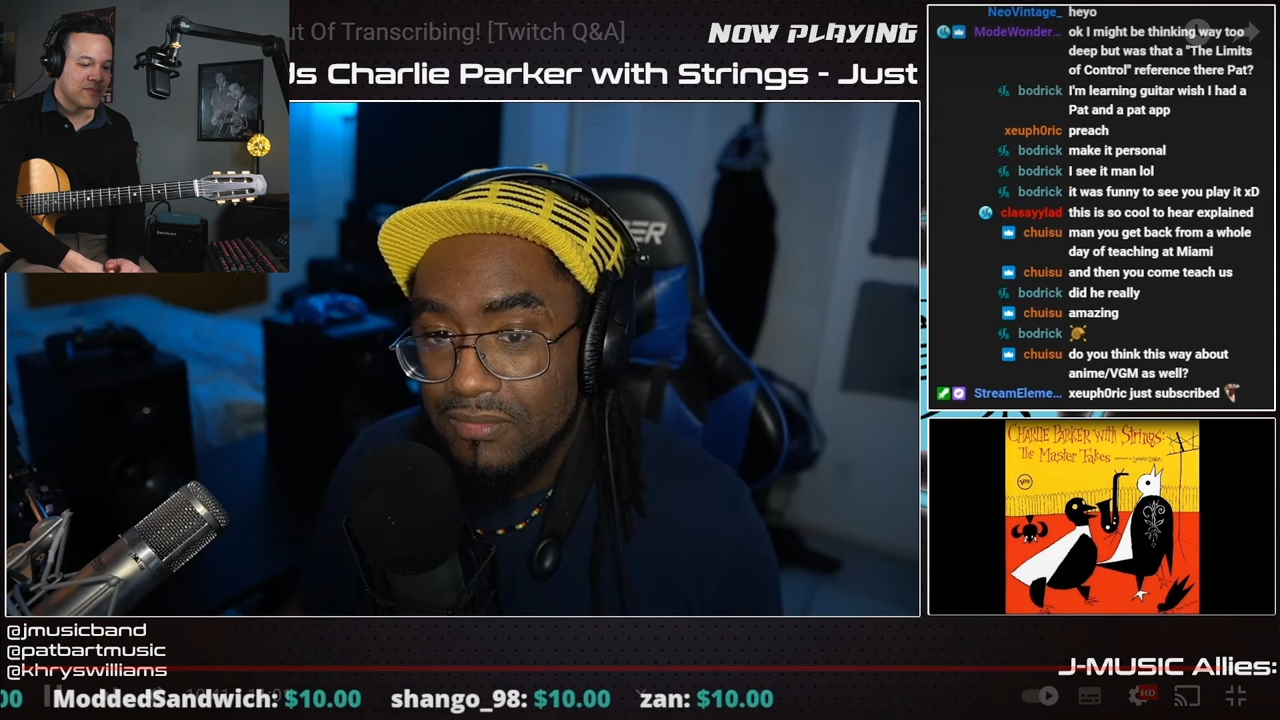 ut Of Transcribing! [Twitch Q&A]
NOW PLAYING
Js Charlie Parker with Strings - Just
NeoVintage_ heyo
ModeWonder... ok I might be thinking way too
deep but was that a "The Limits
of Control" reference there Pat?
bodrick I'm learning guitar wish I had a
Pat and a pat app
xeuph0ric preach
bodrick make it personal
bodrick I see it man lol
bodrick it was funny to see you play it xD
classyylad this is so cool to hear explained
chuisu man you get back from a whole
day of teaching at Miami
chuisu and then you come teach us
bodrick did he really
chuisu amazing
bodrick
chuisu do you think this way about
anime/VGM as well?
StreamEleme... xeuph0ric just subscribed
CHARLIE PARKER WITH STRINGS:
The Master Takes
ER
@jmusicband
@patbartmusic
@khryswilliams
J-MUSIC Allies:
00 ModdedSandwich: $10.00 shango_98: $10.00 zan: $10.00
HD